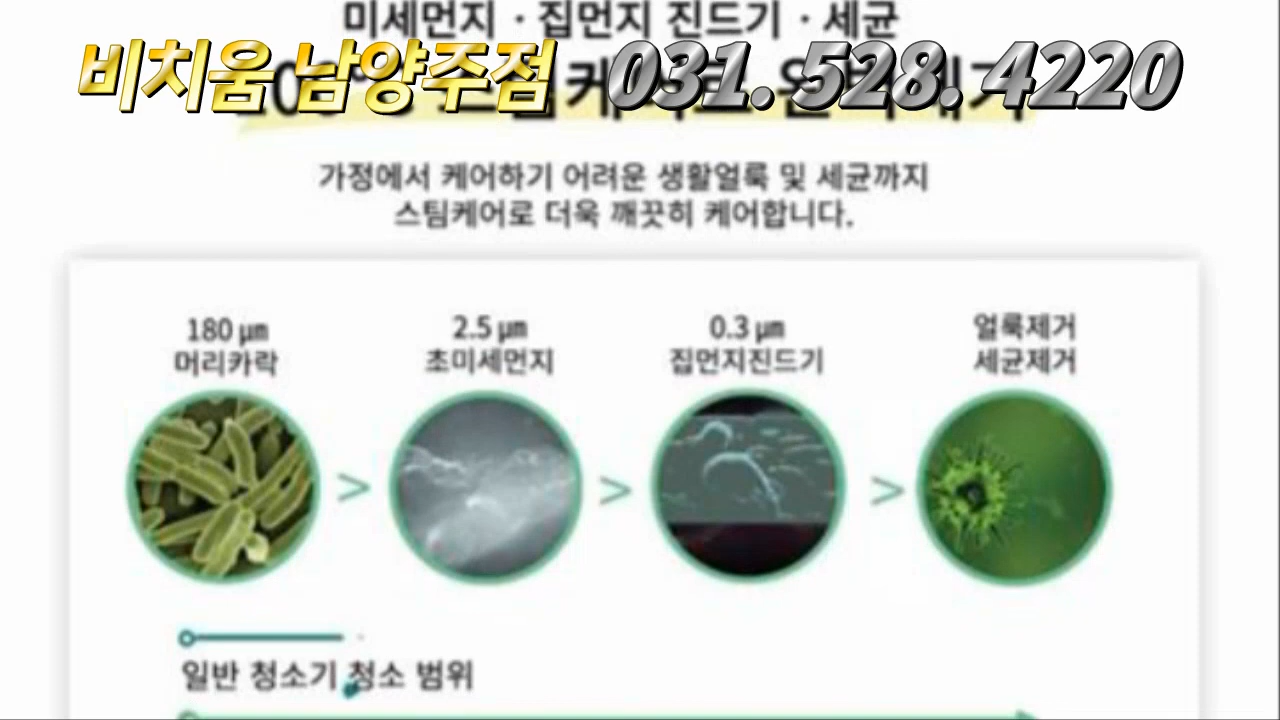 미세먼지 · 집먼지 진드기 · 세균
비치움 남양주점 031. 528. 4220
가정에서 케어하기 어려운 생활얼룩 및 세균까지
스팀케어로 더욱 깨끗히 케어합니다.
180 μm
머리카락
2.5 μm
초미세먼지
0.3 μm
집먼지진드기
얼룩제거
세균제거
>
>
>
일반 청소기 청소 범위